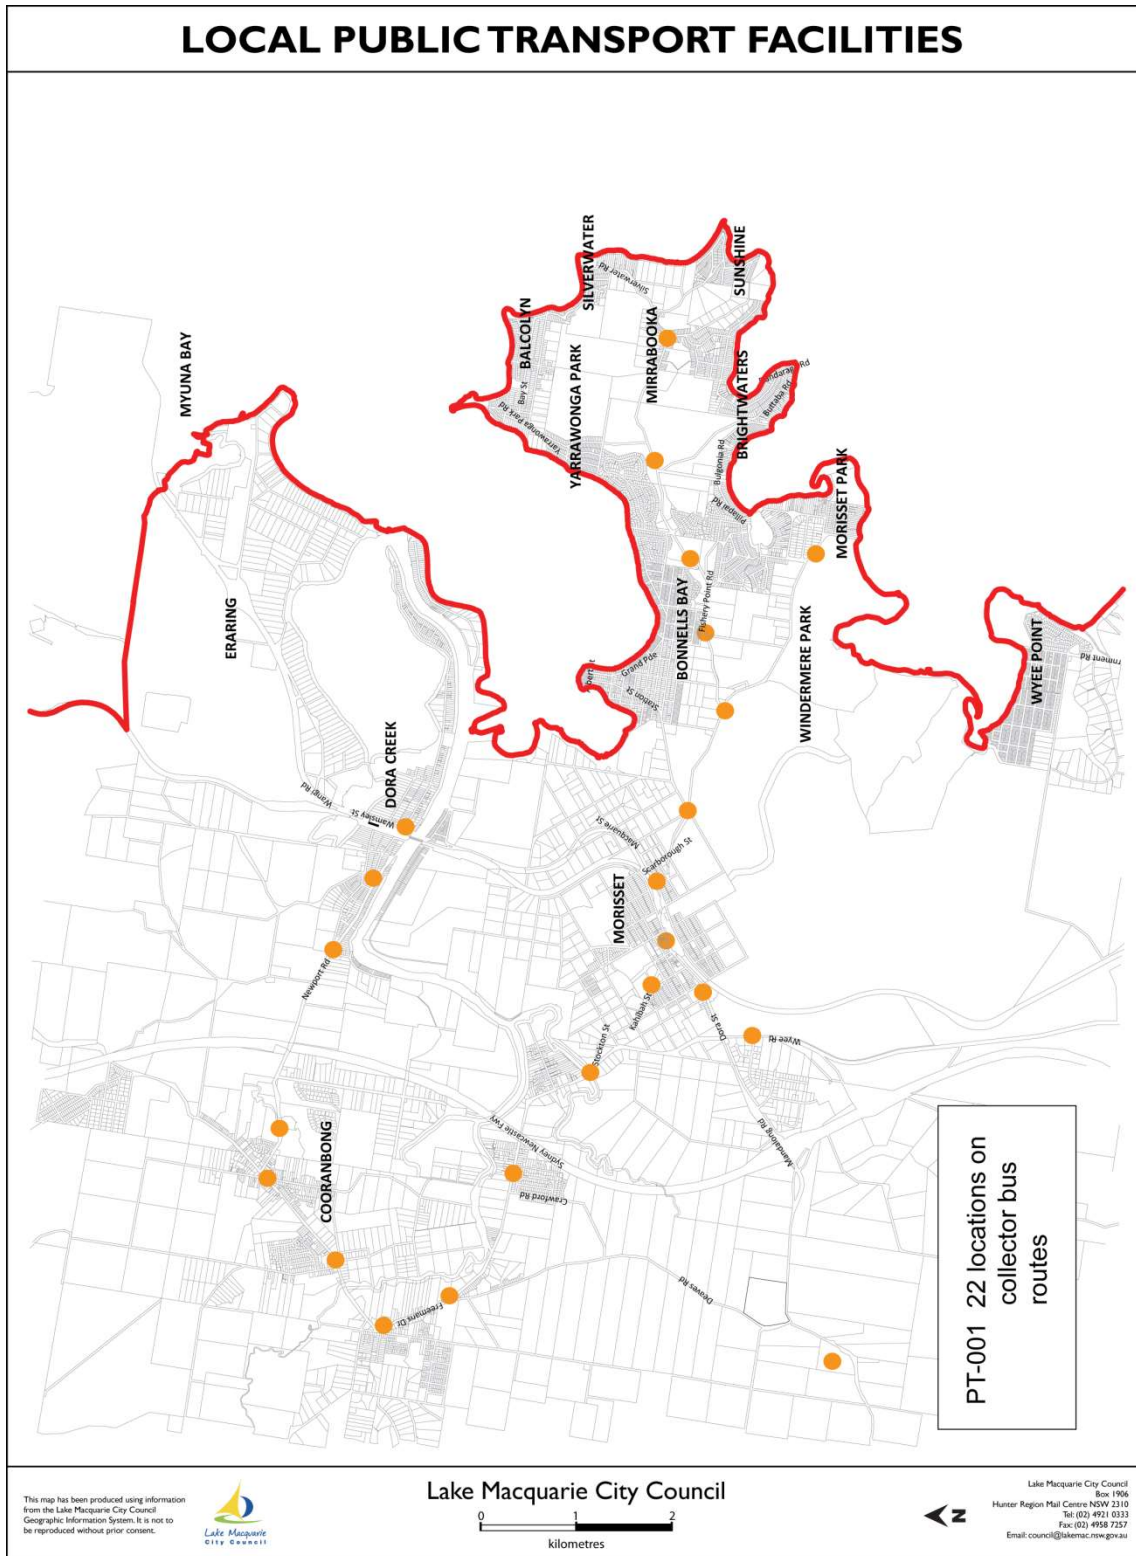 LOCAL PUBLIC TRANSPORT FACILITIES
MYUNA BAY
SILVERWATER
SUNSHINE
Silverwater Rd
BALCOLYN
MIRRABOOKA
Bay St
YARRAWONGA PARK
Yarrawonga Park Rd
BRIGHTWATERS
Buttaba Rd
Bulgonia Rd
Pillapai Rd
MORISSET PARK
ERARING
BONNELLS BAY
Fishery Point Rd
WINDERMERE PARK
Grand Pde
Station St
WYEE POINT
DORA CREEK
Wangi Rd
Wamsley St
Macquarie St
Scarborough St
MORISSET
Newport Rd
Kahibah St
Stockton St
Dora St
Wyee Rd
COORANBONG
Sydney Newcastle Fwy
Crawford Rd
Mandalong Rd
Freemans Dr
Deaves Rd
PT-001 22 locations on
collector bus
routes
This map has been produced using information
from the Lake Macquarie City Council
Geographic Information System. It is not to
be reproduced without prior consent.
Lake Macquarie
City Council
Lake Macquarie City Council
0 1 2
kilometres
N
Lake Macquarie City Council
Box 1906
Hunter Region Mail Centre NSW 2310
Tel: (02) 4921 0333
Fax: (02) 4958 7257
Email: council@lakemac.nsw.gov.au